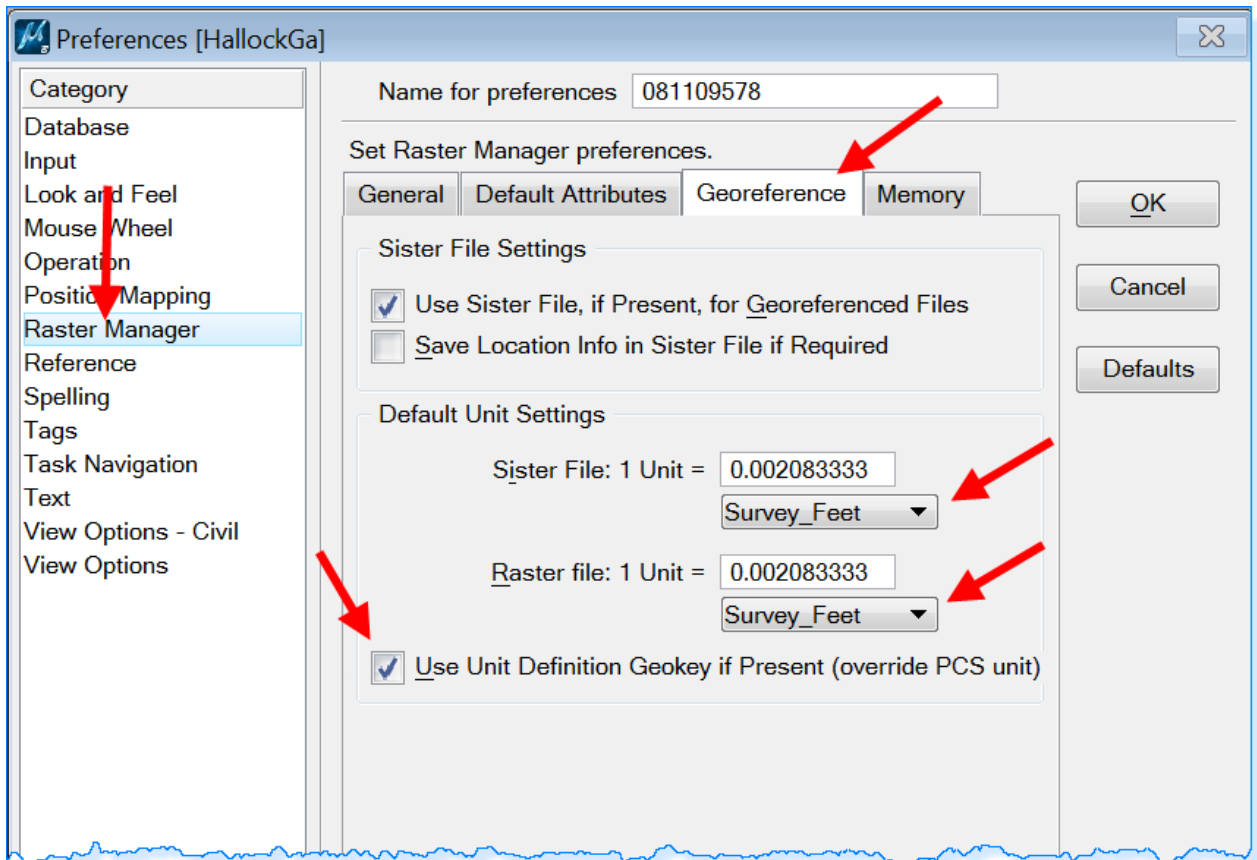 Preferences [HallockGa]
Category
Database
Input
Look and Feel
Mouse Wheel
Operation
Position Mapping
Raster Manager
Reference
Spelling
Tags
Task Navigation
Text
View Options - Civil
View Options
Name for preferences 081109578
Set Raster Manager preferences.
General Default Attributes Georeference Memory
Sister File Settings
Use Sister File, if Present, for Georeferenced Files
Save Location Info in Sister File if Required
Default Unit Settings
Sister File: 1 Unit = 0.002083333
Survey_Feet
Raster file: 1 Unit = 0.002083333
Survey_Feet
Use Unit Definition Geokey if Present (override PCS unit)
OK
Cancel
Defaults